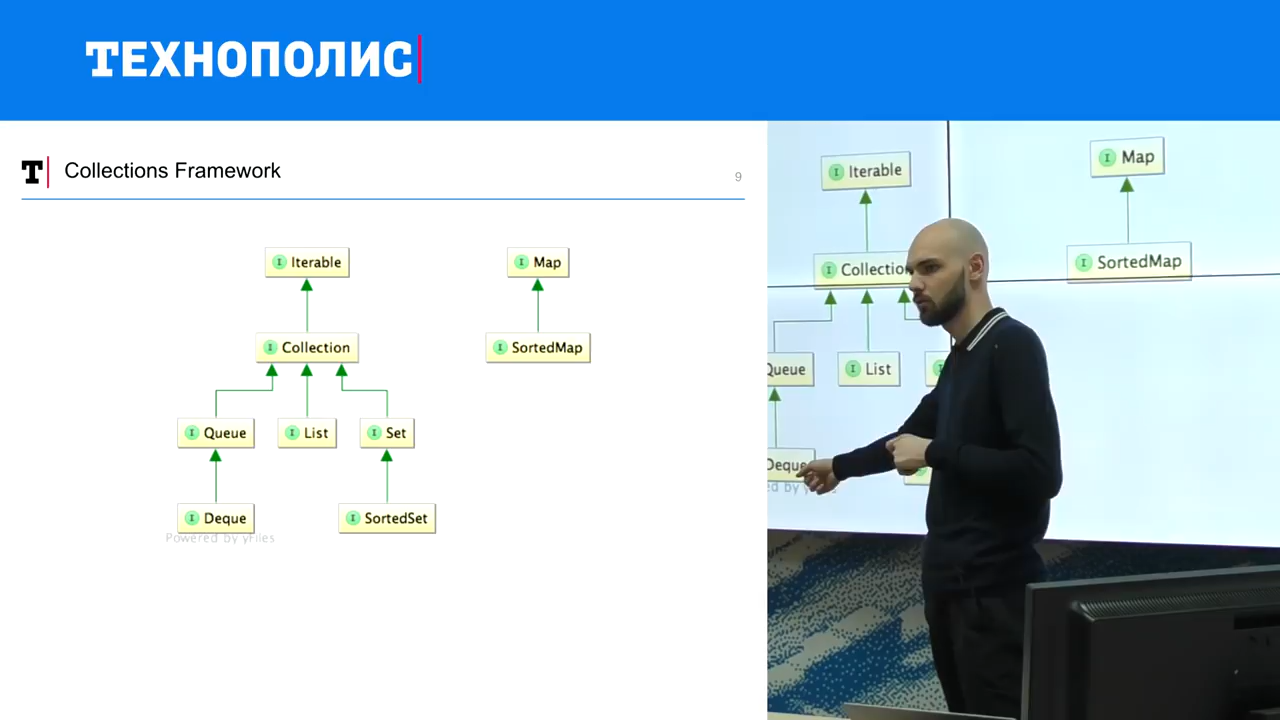 ТЕХНОПОЛИС
T Collections Framework
9
I Iterable
I Map
I Collection
I SortedMap
I Queue
I List
I Set
I Deque
I SortedSet
Powered by yFiles
I Iterable
I Map
I Collection
I SortedMap
Queue
I List
I
Deque